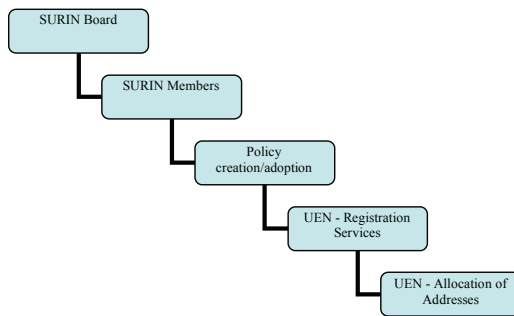 SURIN Board
SURIN Members
Policy
creation/adoption
UEN - Registration
Services
UEN - Allocation of
Addresses